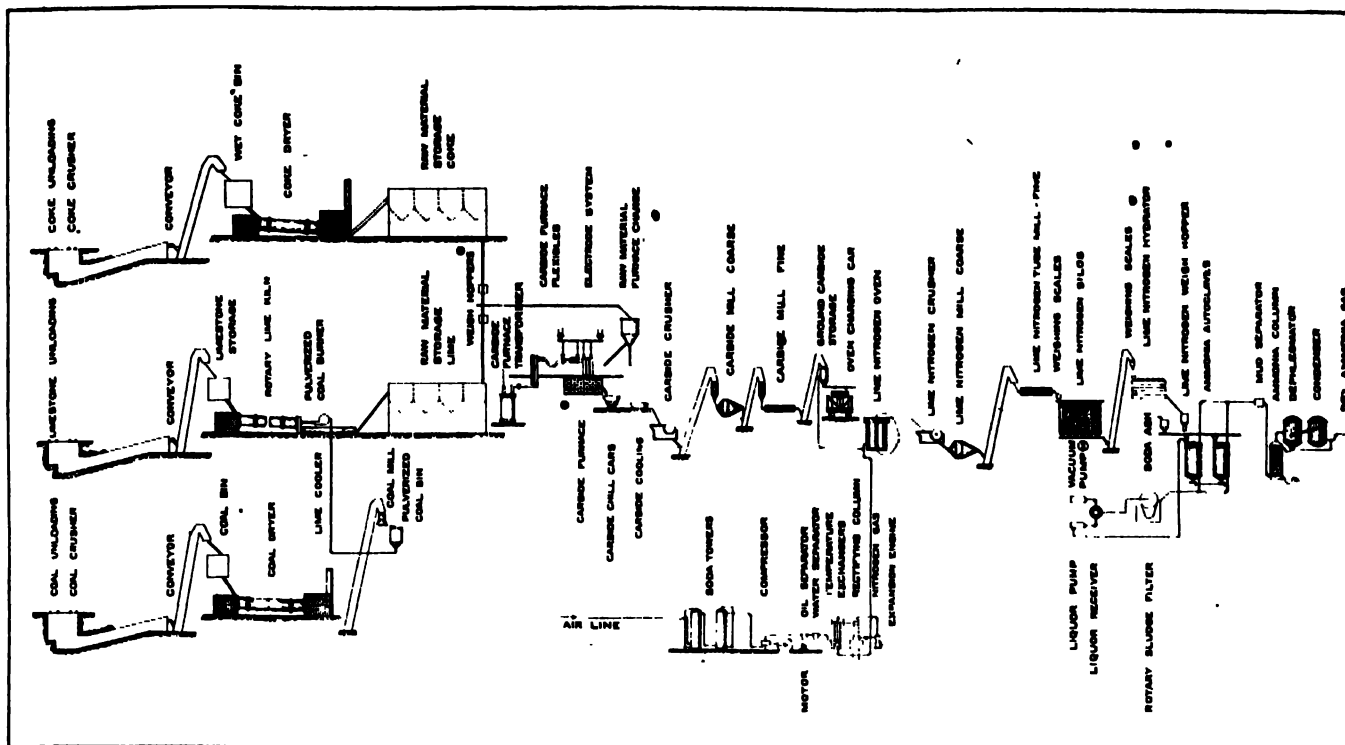 COKE UNLOADING
COKE CRUSHER
CONVEYOR
WET COKE BIN
COKE DRYER
RAW MATERIAL
STORAGE
COKE
LIMESTONE UNLOADING
LIMESTONE CRUSHER
CONVEYOR
LIMESTONE
STORAGE
ROTARY LIME KILN
PULVERIZED
COAL BURNER
RAW MATERIAL
STORAGE
LIME
WEIGH HOPPERS
COAL UNLOADING
COAL CRUSHER
CONVEYOR
COAL BIN
COAL DRYER
LIME COOLER
COAL MILL
PULVERIZED
COAL BIN
CARBIDE
FURNACE
TRANSFORMER
CARBIDE FURNACE
FLEXIBLES
ELECTRODE SYSTEM
RAW MATERIAL
FURNACE CHARGE
CARBIDE CRUSHER
CARBIDE FURNACE
CARBIDE CHILL CARS
CARBIDE COOLING
CARBIDE MILL COARSE
CARBIDE MILL FINE
GROUND CARBIDE
STORAGE
OVEN CHARGING CAR
LIME NITROGEN OVEN
AIR LINE
SODA TOWERS
COMPRESSOR
MOTOR
OIL SEPARATOR
WATER SEPARATOR
TEMPERATURE
EXCHANGERS
RECTIFYING COLUMN
NITROGEN GAS
EXPANSION ENGINE
LIME NITROGEN CRUSHER
LIME NITROGEN MILL COARSE
LIME NITROGEN TUBE MILL - FINE
WEIGHING SCALES
LIME NITROGEN SILOS
WEIGHING SCALES
LIME NITROGEN HYDRATOR
LIME NITROGEN WEIGH HOPPER
AMMONIA AUTOCLAVES
MUD SEPARATOR
AMMONIA COLUMN
DEPHLEGMATOR
CONDENSER
AMMONIA GAS
VACUUM
PUMP
SODA ASH
LIQUOR PUMP
LIQUOR RECEIVER
ROTARY SLUDGE FILTER